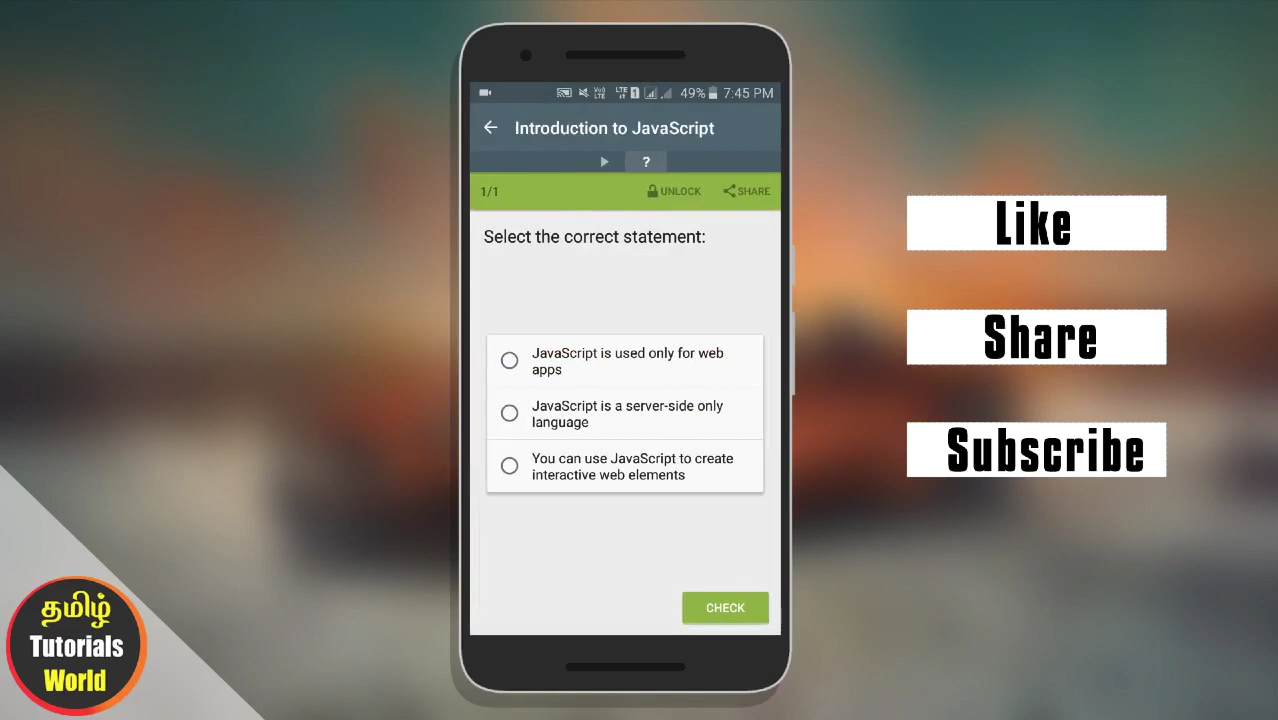 49% 7:45 PM
Introduction to JavaScript
?
1/1 UNLOCK SHARE
Select the correct statement:
JavaScript is used only for web
apps
JavaScript is a server-side only
language
You can use JavaScript to create
interactive web elements
CHECK
Like
Share
Subscribe
தமிழ்
Tutorials
World